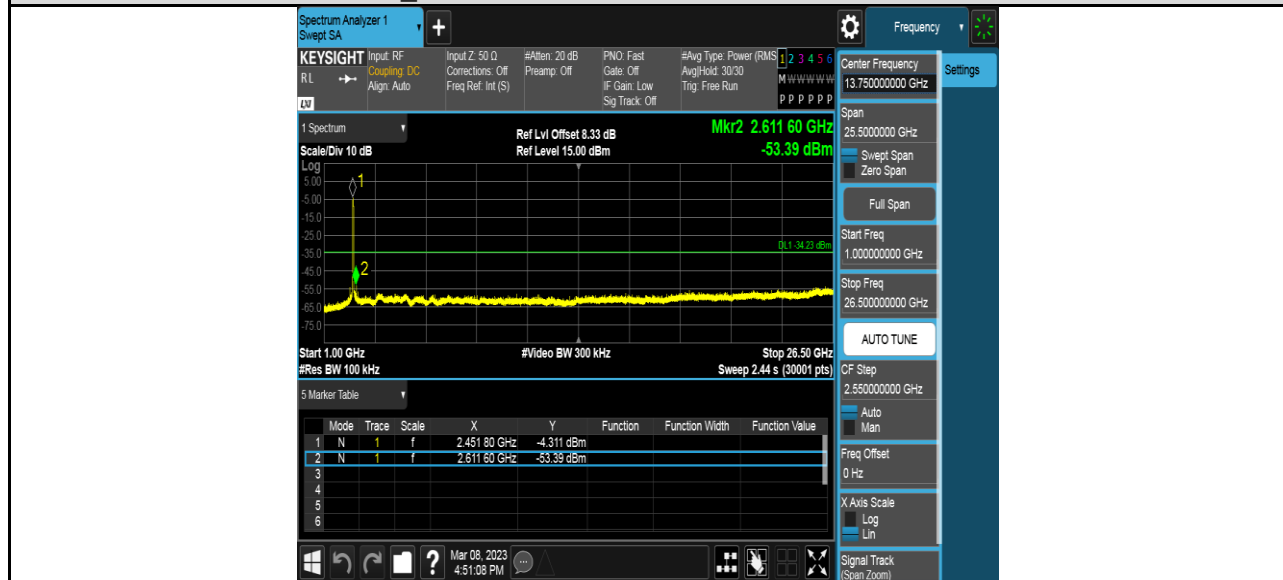 Spectrum Analyzer 1
Swept SA
+
Frequency
KEYSIGHT
RL
LXI
Input: RF
Coupling: DC
Align: Auto
Input Z: 50 Ω
Corrections: Off
Freq Ref: Int (S)
#Atten: 20 dB
Preamp: Off
PNO: Fast
Gate: Off
IF Gain: Low
Sig Track: Off
#Avg Type: Power (RMS
Avg|Hold: 30/30
Trig: Free Run
1 2 3 4 5 6
M W W W W W
P P P P P P
1 Spectrum
Scale/Div 10 dB
Ref Lvl Offset 8.33 dB
Ref Level 15.00 dBm
Mkr2 2.611 60 GHz
-53.39 dBm
Log
5.00
-5.00
-15.0
-25.0
-35.0
-45.0
-55.0
-65.0
-75.0
1
2
DL1 -34.23 dBm
Start 1.00 GHz
#Video BW 300 kHz
Stop 26.50 GHz
#Res BW 100 kHz
Sweep 2.44 s (30001 pts)
5 Marker Table
Mode Trace Scale X Y Function Function Width Function Value
1 N 1 f 2.451 80 GHz -4.311 dBm
2 N 1 f 2.611 60 GHz -53.39 dBm
3
4
5
6
?
Mar 08, 2023
4:51:08 PM
Center Frequency
13.750000000 GHz
Settings
Span
25.5000000 GHz
Swept Span
Zero Span
Full Span
Start Freq
1.000000000 GHz
Stop Freq
26.500000000 GHz
AUTO TUNE
CF Step
2.550000000 GHz
Auto
Man
Freq Offset
0 Hz
X Axis Scale
Log
Lin
Signal Track
(Span Zoom)